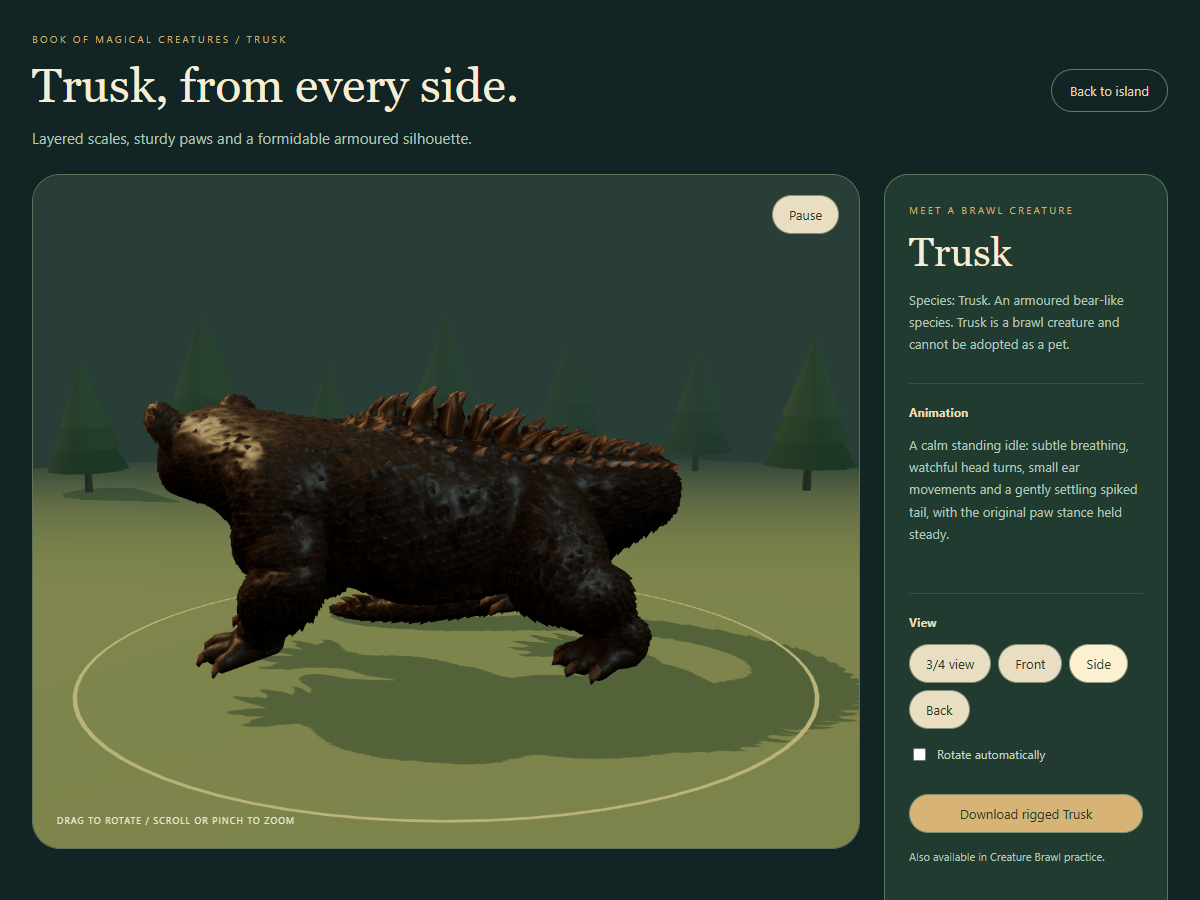 BOOK OF MAGICAL CREATURES / TRUSK
Trusk, from every side.
Back to island
Layered scales, sturdy paws and a formidable armoured silhouette.
Pause
DRAG TO ROTATE / SCROLL OR PINCH TO ZOOM
MEET A BRAWL CREATURE
Trusk
Species: Trusk. An armoured bear-like
species. Trusk is a brawl creature and
cannot be adopted as a pet.
Animation
A calm standing idle: subtle breathing,
watchful head turns, small ear
movements and a gently settling spiked
tail, with the original paw stance held
steady.
View
3/4 view
Front
Side
Back
Rotate automatically
Download rigged Trusk
Also available in Creature Brawl practice.